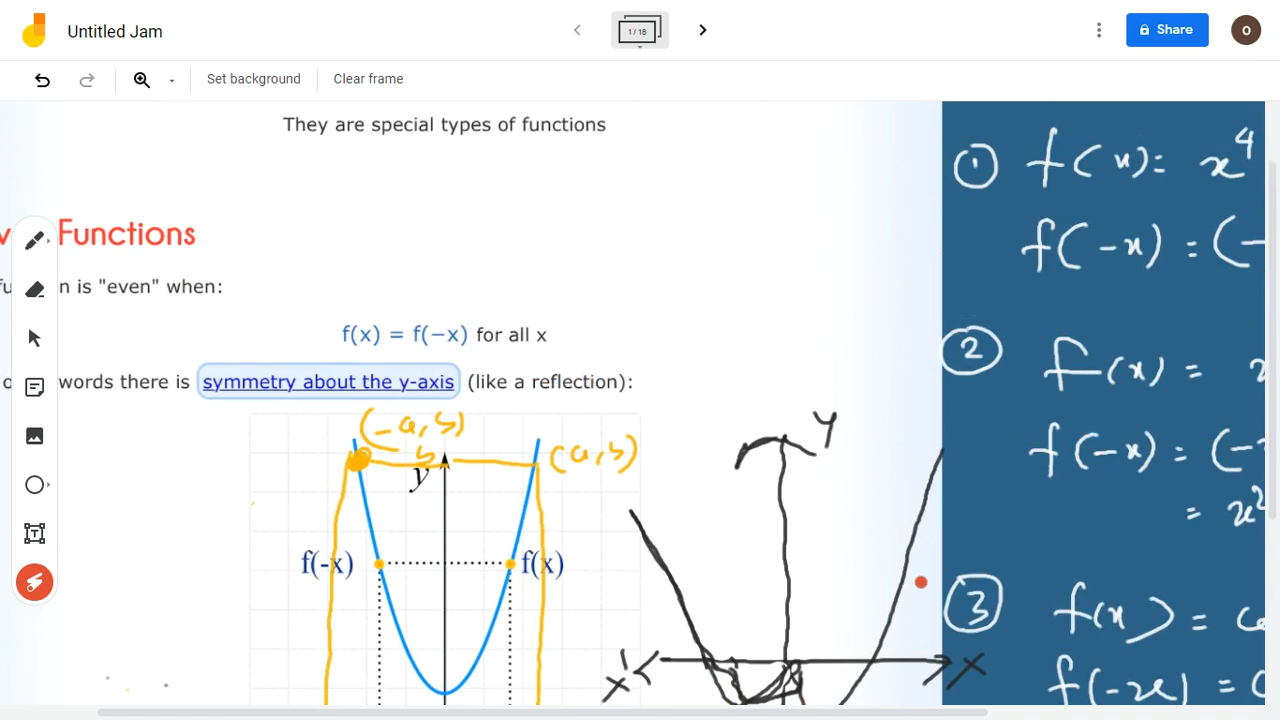 Untitled Jam
1 / 18
Share
O
Set background
Clear frame
They are special types of functions
Functions
n is "even" when:
f(x) = f(−x) for all x
words there is symmetry about the y-axis (like a reflection):
(-a, b)
b
(a, b)
y
f(-x)
f(x)
Y
X'
X
① f(x) = x⁴
f(-x) = (-
② f(x) =
f(-x) = (-
= x²
③ f(x) =
f(-x) =